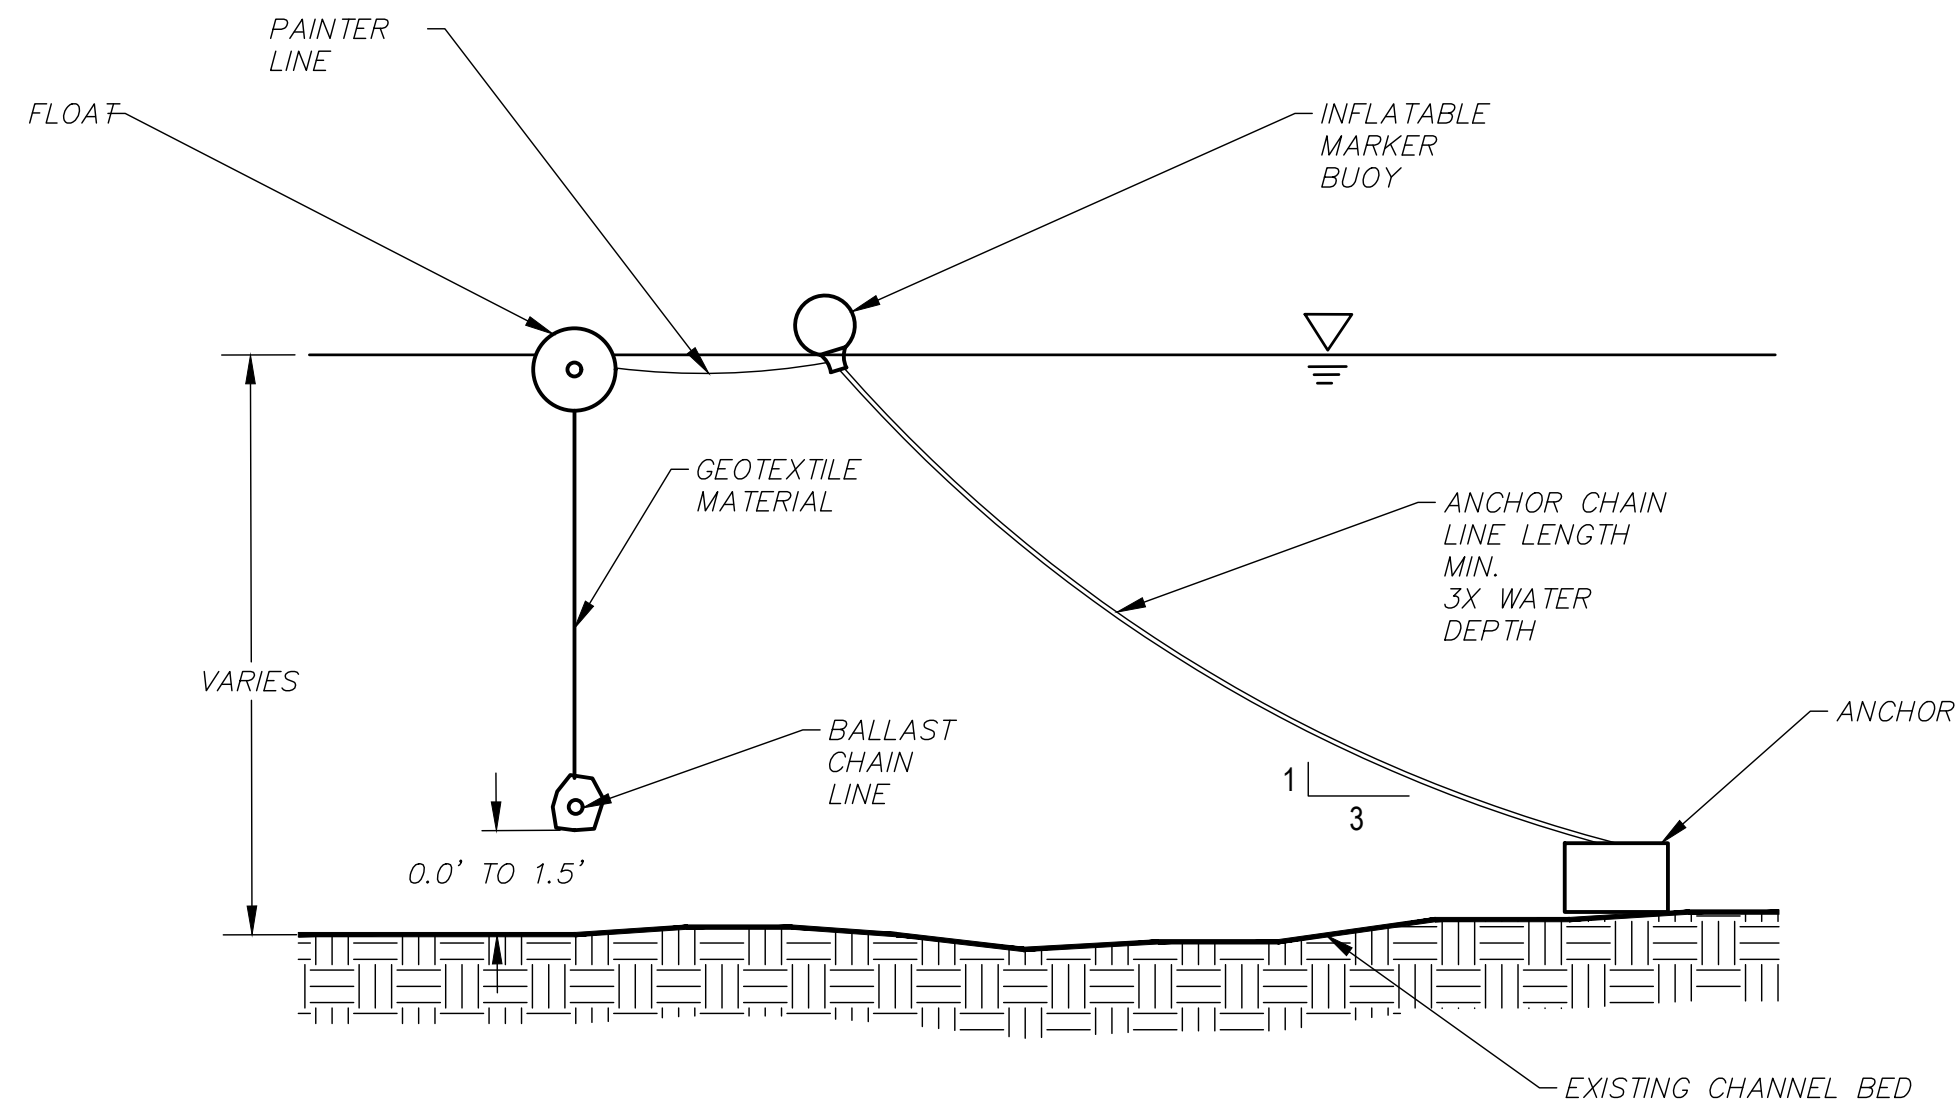 PAINTER
LINE
FLOAT
INFLATABLE
MARKER
BUOY
GEOTEXTILE
MATERIAL
ANCHOR CHAIN
LINE LENGTH
MIN.
3X WATER
DEPTH
VARIES
BALLAST
CHAIN
LINE
ANCHOR
1
3
0.0' TO 1.5'
EXISTING CHANNEL BED